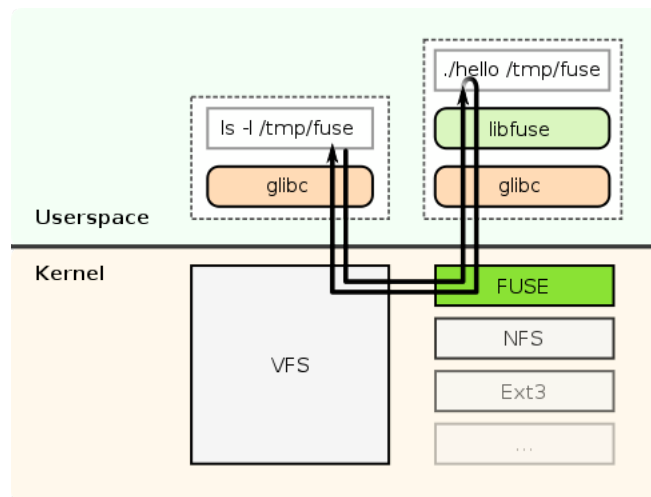 ./hello /tmp/fuse
ls -l /tmp/fuse
libfuse
glibc
glibc
Userspace
Kernel
FUSE
NFS
VFS
Ext3
...